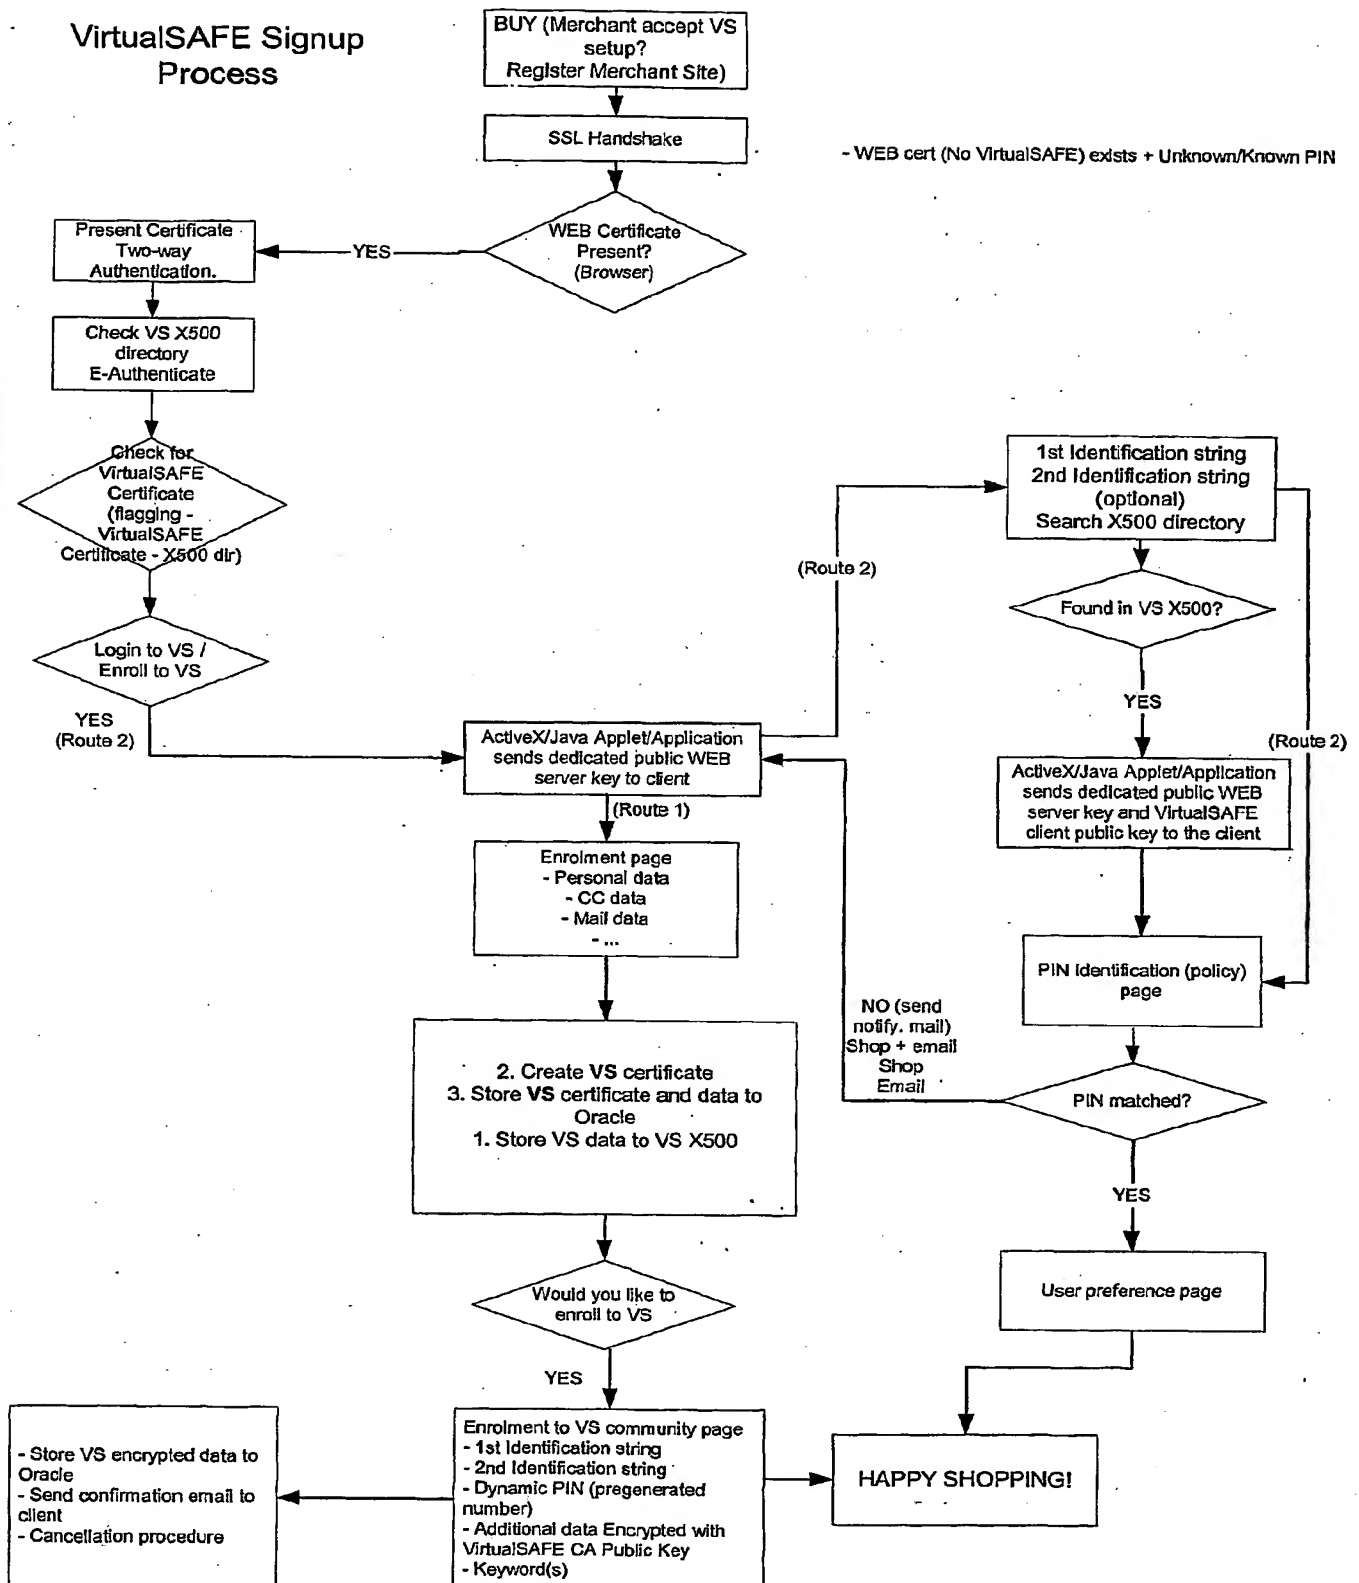 VirtualSAFE Signup
Process
BUY (Merchant accept VS
setup?
Register Merchant Site)
SSL Handshake
- WEB cert (No VirtualSAFE) exists + Unknown/Known PIN
WEB Certificate
Present?
(Browser)
YES
Present Certificate
Two-way
Authentication.
Check VS X500
directory
E-Authenticate
Check for
VirtualSAFE
Certificate
(flagging -
VirtualSAFE
Certificate - X500 dir)
Login to VS /
Enroll to VS
YES
(Route 2)
ActiveX/Java Applet/Application
sends dedicated public WEB
server key to client
(Route 1)
(Route 2)
1st Identification string
2nd Identification string
(optional)
Search X500 directory
Found in VS X500?
YES
(Route 2)
ActiveX/Java Applet/Application
sends dedicated public WEB
server key and VirtualSAFE
client public key to the client
Enrolment page
- Personal data
- CC data
- Mail data
- ...
PIN Identification (policy)
page
NO (send
notify. mail)
Shop + email
Shop
Email
PIN matched?
2. Create VS certificate
3. Store VS certificate and data to
Oracle
1. Store VS data to VS X500
YES
User preference page
Would you like to
enroll to VS
YES
Enrolment to VS community page
- 1st Identification string
- 2nd Identification string
- Dynamic PIN (pregenerated
number)
- Additional data Encrypted with
VirtualSAFE CA Public Key
- Keyword(s)
- Store VS encrypted data to
Oracle
- Send confirmation email to
client
- Cancellation procedure
HAPPY SHOPPING!